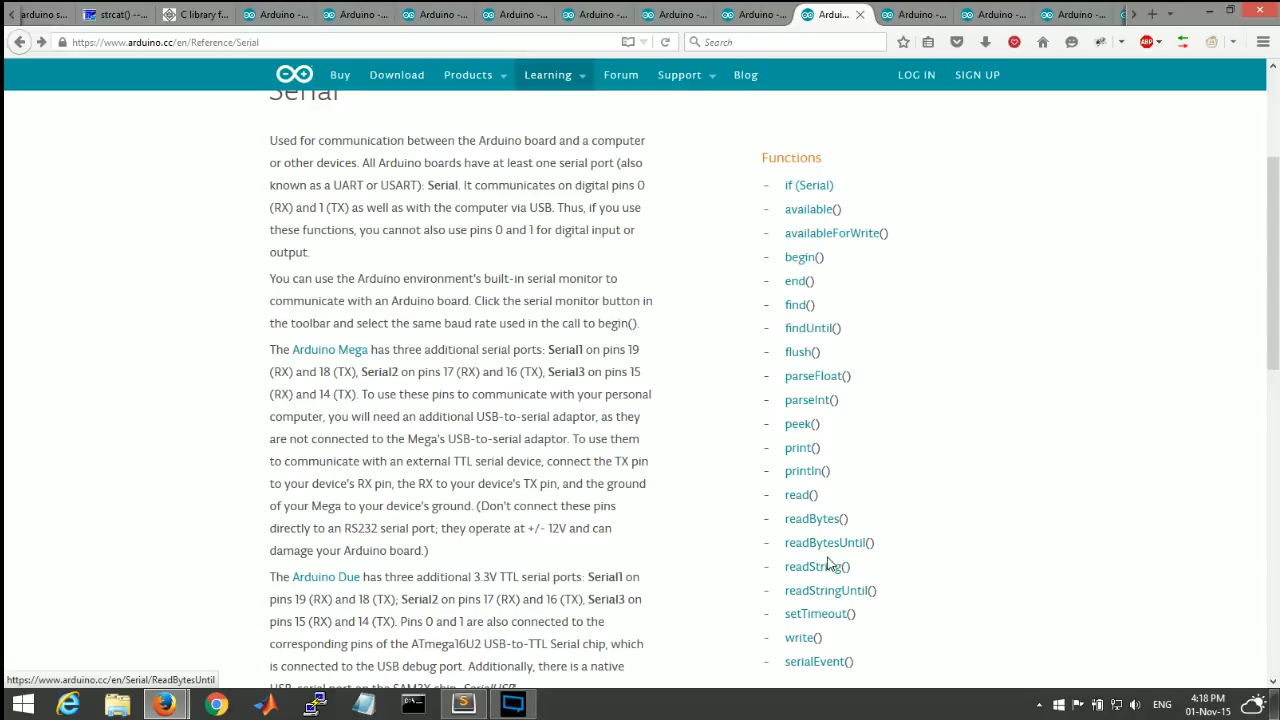 arduino s
strcat() --...
C library f...
Arduino -...
Arduino -...
Arduino -...
Arduino -...
Arduino -...
Arduino -...
Arduino -...
Ardui...
Arduino -...
Arduino -...
Arduino -...
https://www.arduino.cc/en/Reference/Serial
Search
ABP
Buy
Download
Products
Learning
Forum
Support
Blog
LOG IN
SIGN UP
Serial
Used for communication between the Arduino board and a computer
or other devices. All Arduino boards have at least one serial port (also
known as a UART or USART): Serial. It communicates on digital pins 0
(RX) and 1 (TX) as well as with the computer via USB. Thus, if you use
these functions, you cannot also use pins 0 and 1 for digital input or
output.
You can use the Arduino environment's built-in serial monitor to
communicate with an Arduino board. Click the serial monitor button in
the toolbar and select the same baud rate used in the call to begin().
The Arduino Mega has three additional serial ports: Serial1 on pins 19
(RX) and 18 (TX), Serial2 on pins 17 (RX) and 16 (TX), Serial3 on pins 15
(RX) and 14 (TX). To use these pins to communicate with your personal
computer, you will need an additional USB-to-serial adaptor, as they
are not connected to the Mega's USB-to-serial adaptor. To use them
to communicate with an external TTL serial device, connect the TX pin
to your device's RX pin, the RX to your device's TX pin, and the ground
of your Mega to your device's ground. (Don't connect these pins
directly to an RS232 serial port; they operate at +/- 12V and can
damage your Arduino board.)
The Arduino Due has three additional 3.3V TTL serial ports: Serial1 on
pins 19 (RX) and 18 (TX); Serial2 on pins 17 (RX) and 16 (TX), Serial3 on
pins 15 (RX) and 14 (TX). Pins 0 and 1 are also connected to the
corresponding pins of the ATmega16U2 USB-to-TTL Serial chip, which
is connected to the USB debug port. Additionally, there is a native
USB-serial port on the SAM3X chip, SerialUSB'.
Functions
- if (Serial)
- available()
- availableForWrite()
- begin()
- end()
- find()
- findUntil()
- flush()
- parseFloat()
- parseInt()
- peek()
- print()
- println()
- read()
- readBytes()
- readBytesUntil()
- readString()
- readStringUntil()
- setTimeout()
- write()
- serialEvent()
https://www.arduino.cc/en/Serial/ReadBytesUntil
ENG
4:18 PM
01-Nov-15